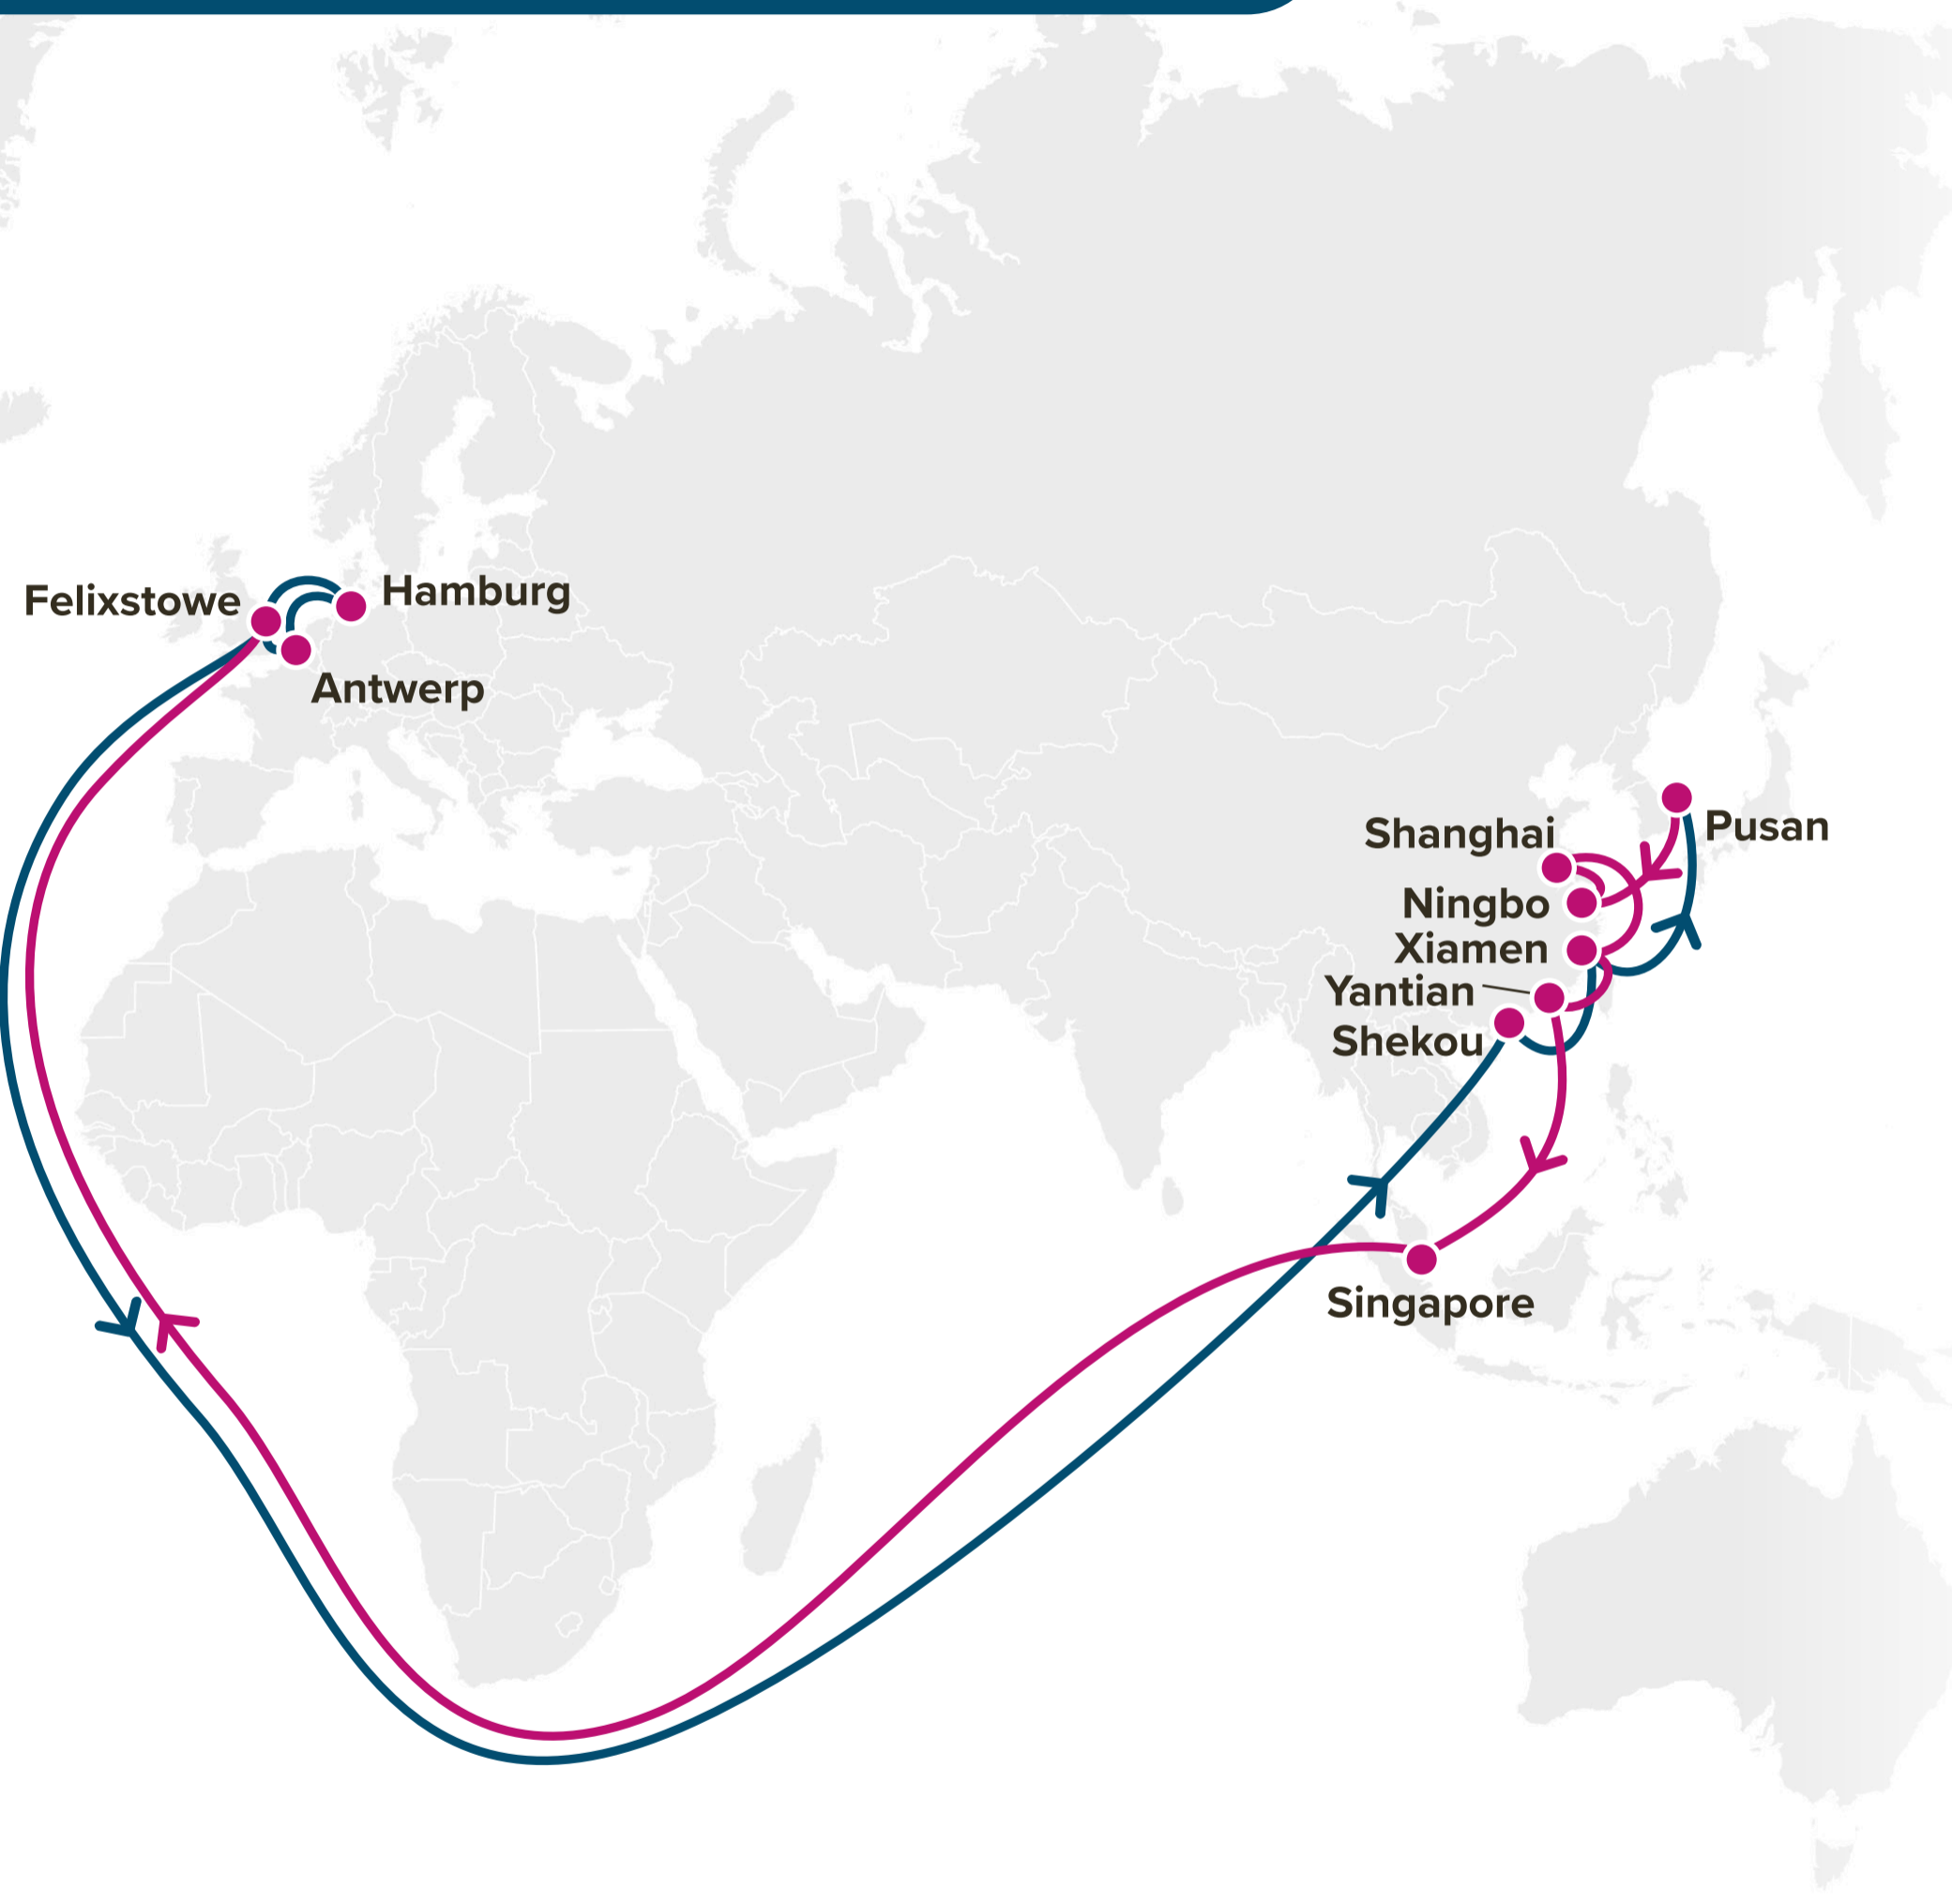 Felixstowe
Hamburg
Antwerp
Pusan
Shanghai
Ningbo
Xiamen
Yantian
Shekou
Singapore